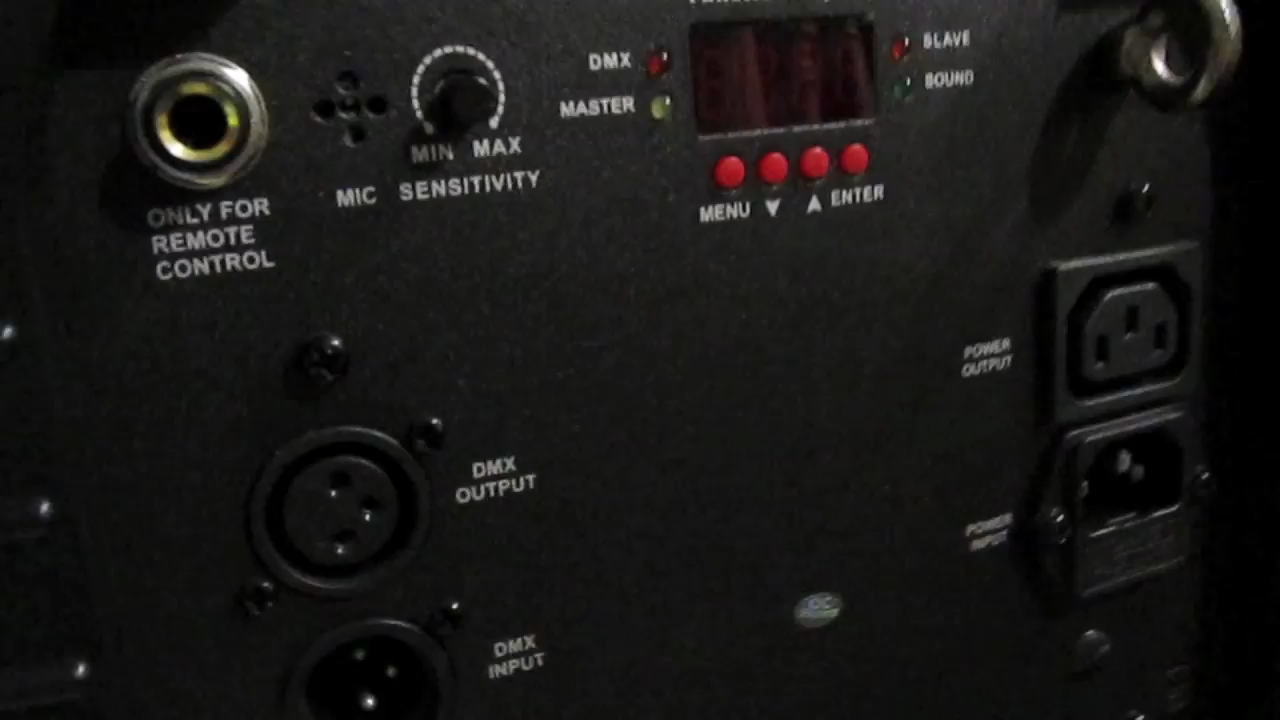 DMX
MASTER
SLAVE
SOUND
MIN MAX
MIC SENSITIVITY
MENU ▼ ▲ ENTER
ONLY FOR
REMOTE
CONTROL
POWER
OUTPUT
DMX
OUTPUT
POWER
INPUT
DMX
INPUT